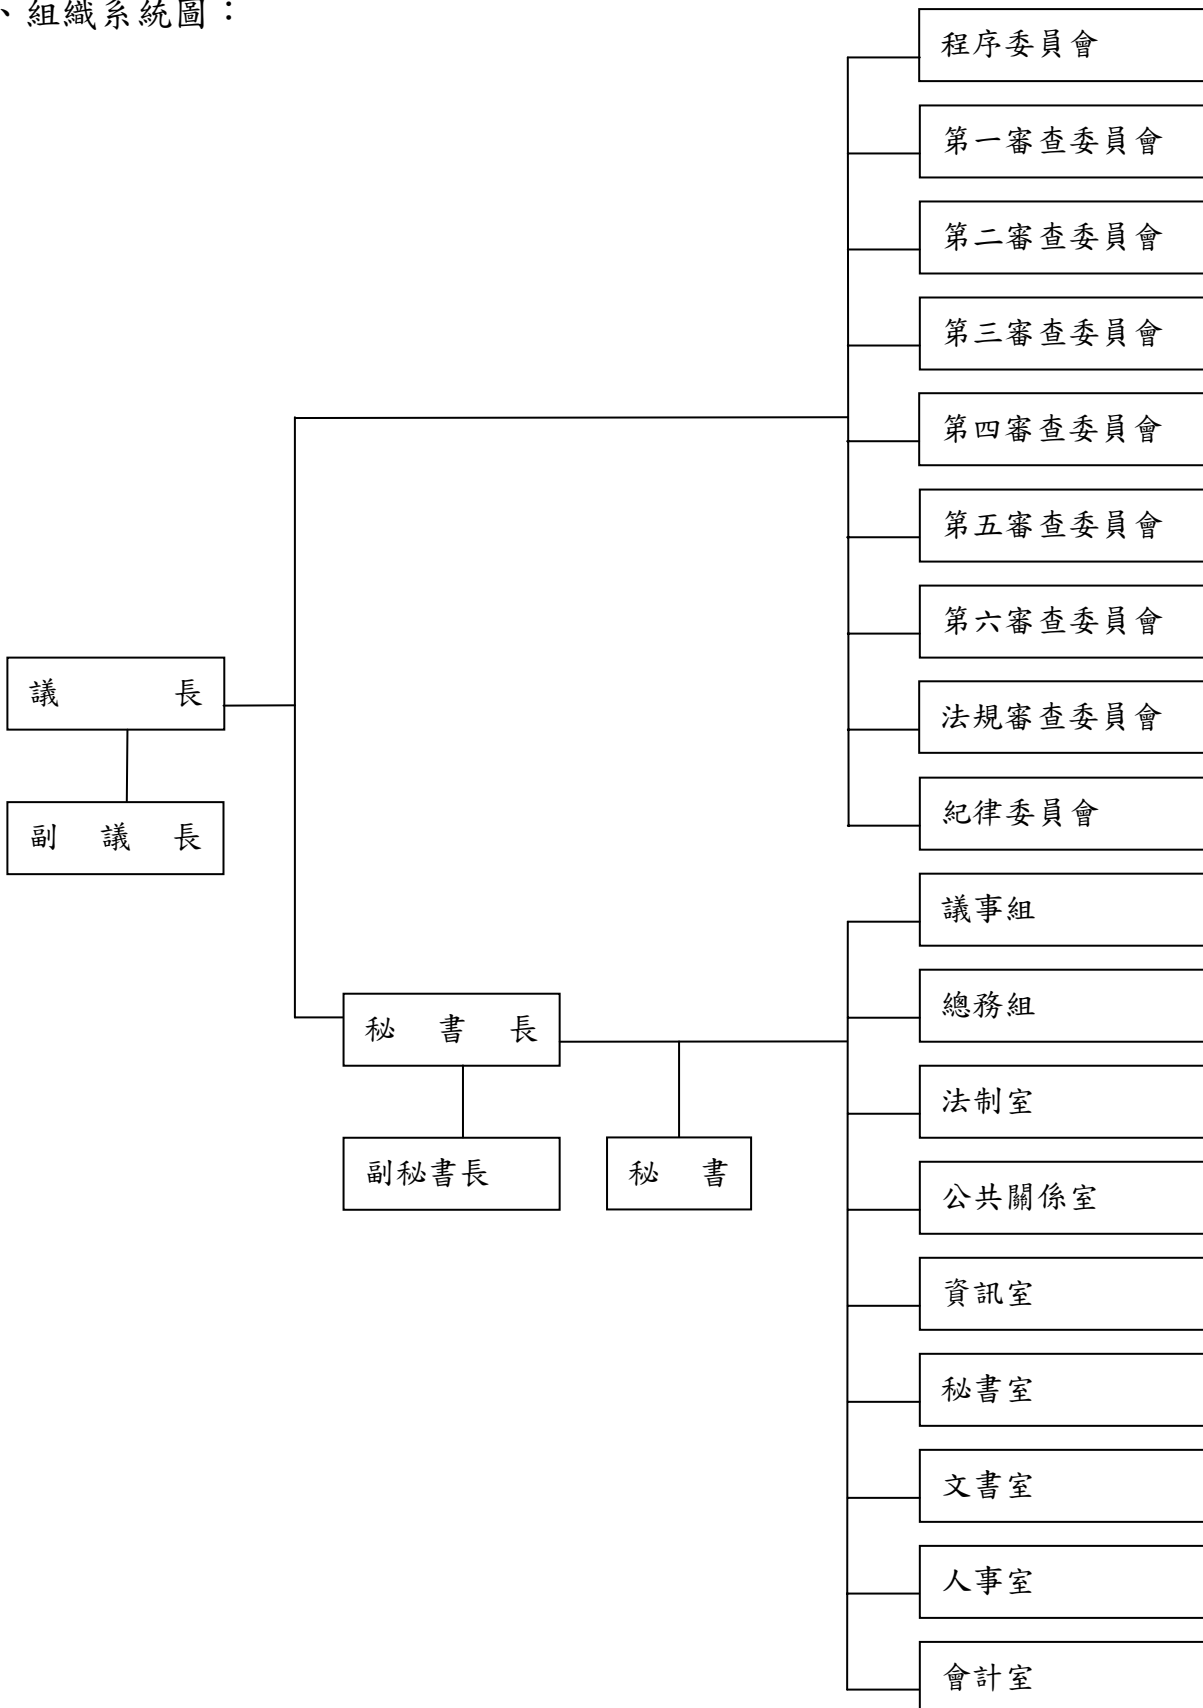 、組織系統圖：
程序委員會
第一審查委員會
第二審查委員會
第三審查委員會
第四審查委員會
第五審查委員會
第六審查委員會
議長
法規審查委員會
副議長
紀律委員會
議事組
秘書長
總務組
法制室
副秘書長
秘書
公共關係室
資訊室
秘書室
文書室
人事室
會計室